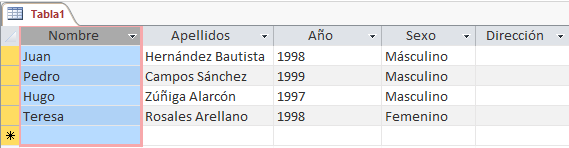 Tabla1
Nombre Apellidos Año Sexo Dirección
Juan Hernández Bautista 1998 Másculino
Pedro Campos Sánchez 1999 Masculino
Hugo Zúñiga Alarcón 1997 Masculino
Teresa Rosales Arellano 1998 Femenino